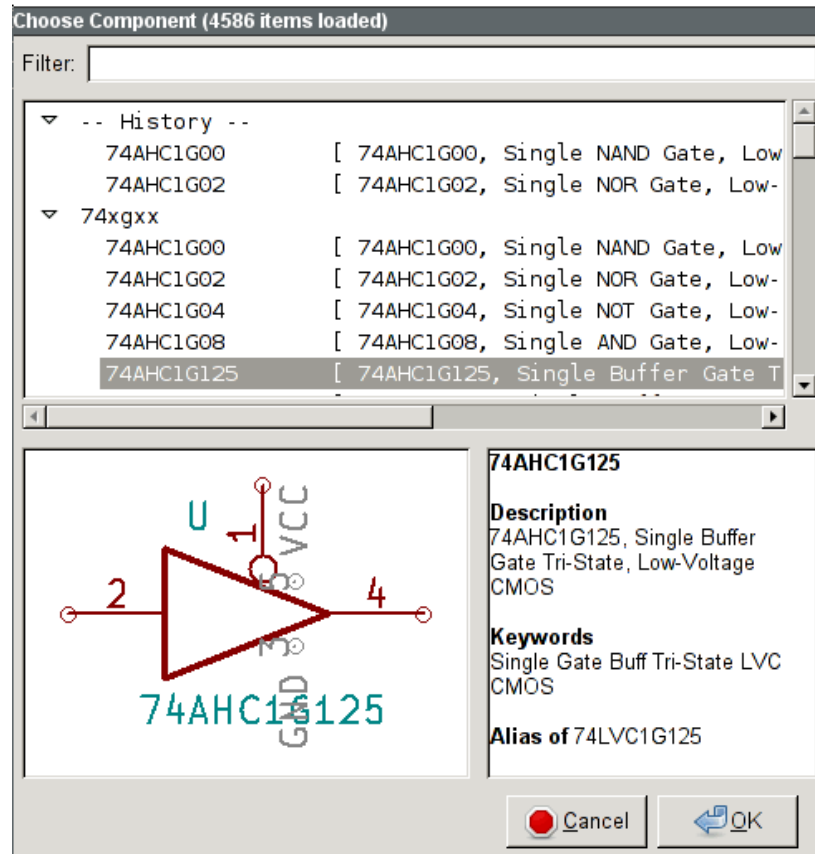 Choose Component (4586 items loaded)
Filter:
-- History --
74AHC1G00 [ 74AHC1G00, Single NAND Gate, Low
74AHC1G02 [ 74AHC1G02, Single NOR Gate, Low-
74xgxx
74AHC1G00 [ 74AHC1G00, Single NAND Gate, Low
74AHC1G02 [ 74AHC1G02, Single NOR Gate, Low-
74AHC1G04 [ 74AHC1G04, Single NOT Gate, Low-
74AHC1G08 [ 74AHC1G08, Single AND Gate, Low-
74AHC1G125 [ 74AHC1G125, Single Buffer Gate T
U
1
VCC
5
2
4
3
GND
74AHC1G125
74AHC1G125
Description
74AHC1G125, Single Buffer
Gate Tri-State, Low-Voltage
CMOS
Keywords
Single Gate Buff Tri-State LVC
CMOS
Alias of 74LVC1G125
Cancel
OK